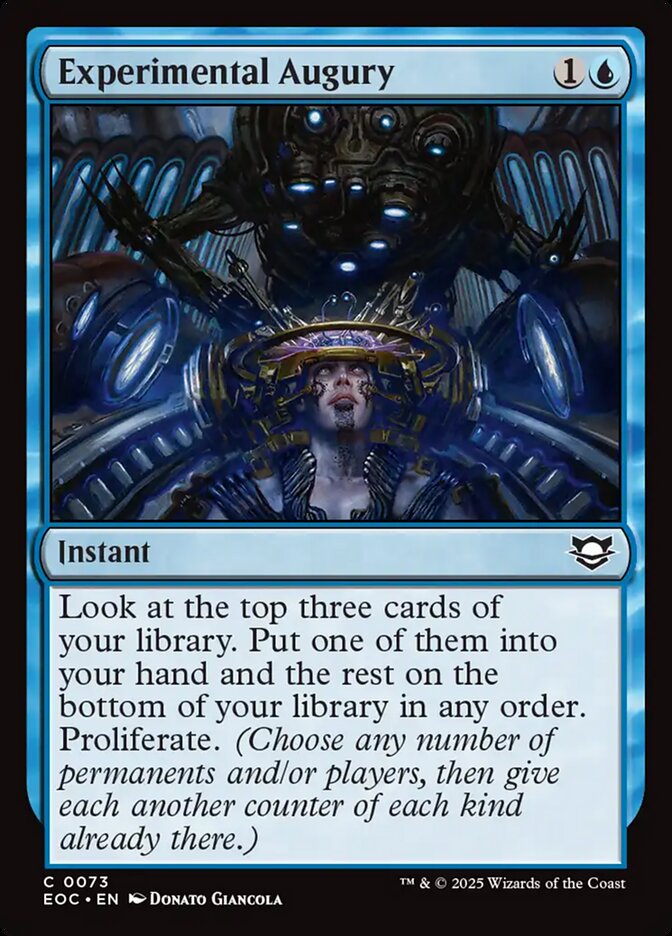 Experimental Augury 1
Instant
Look at the top three cards of
your library. Put one of them into
your hand and the rest on the
bottom of your library in any order.
Proliferate. (Choose any number of
permanents and/or players, then give
each another counter of each kind
already there.)
C 0073
EOC • EN Donato Giancola
™ & © 2025 Wizards of the Coast